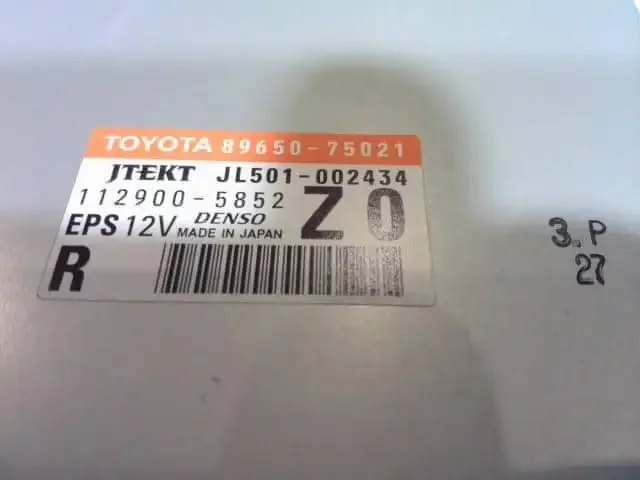 TOYOTA 89650-75021
JTEKT JL501-002434
112900-5852 Z0
EPS 12V DENSO
MADE IN JAPAN
R
3.P
27